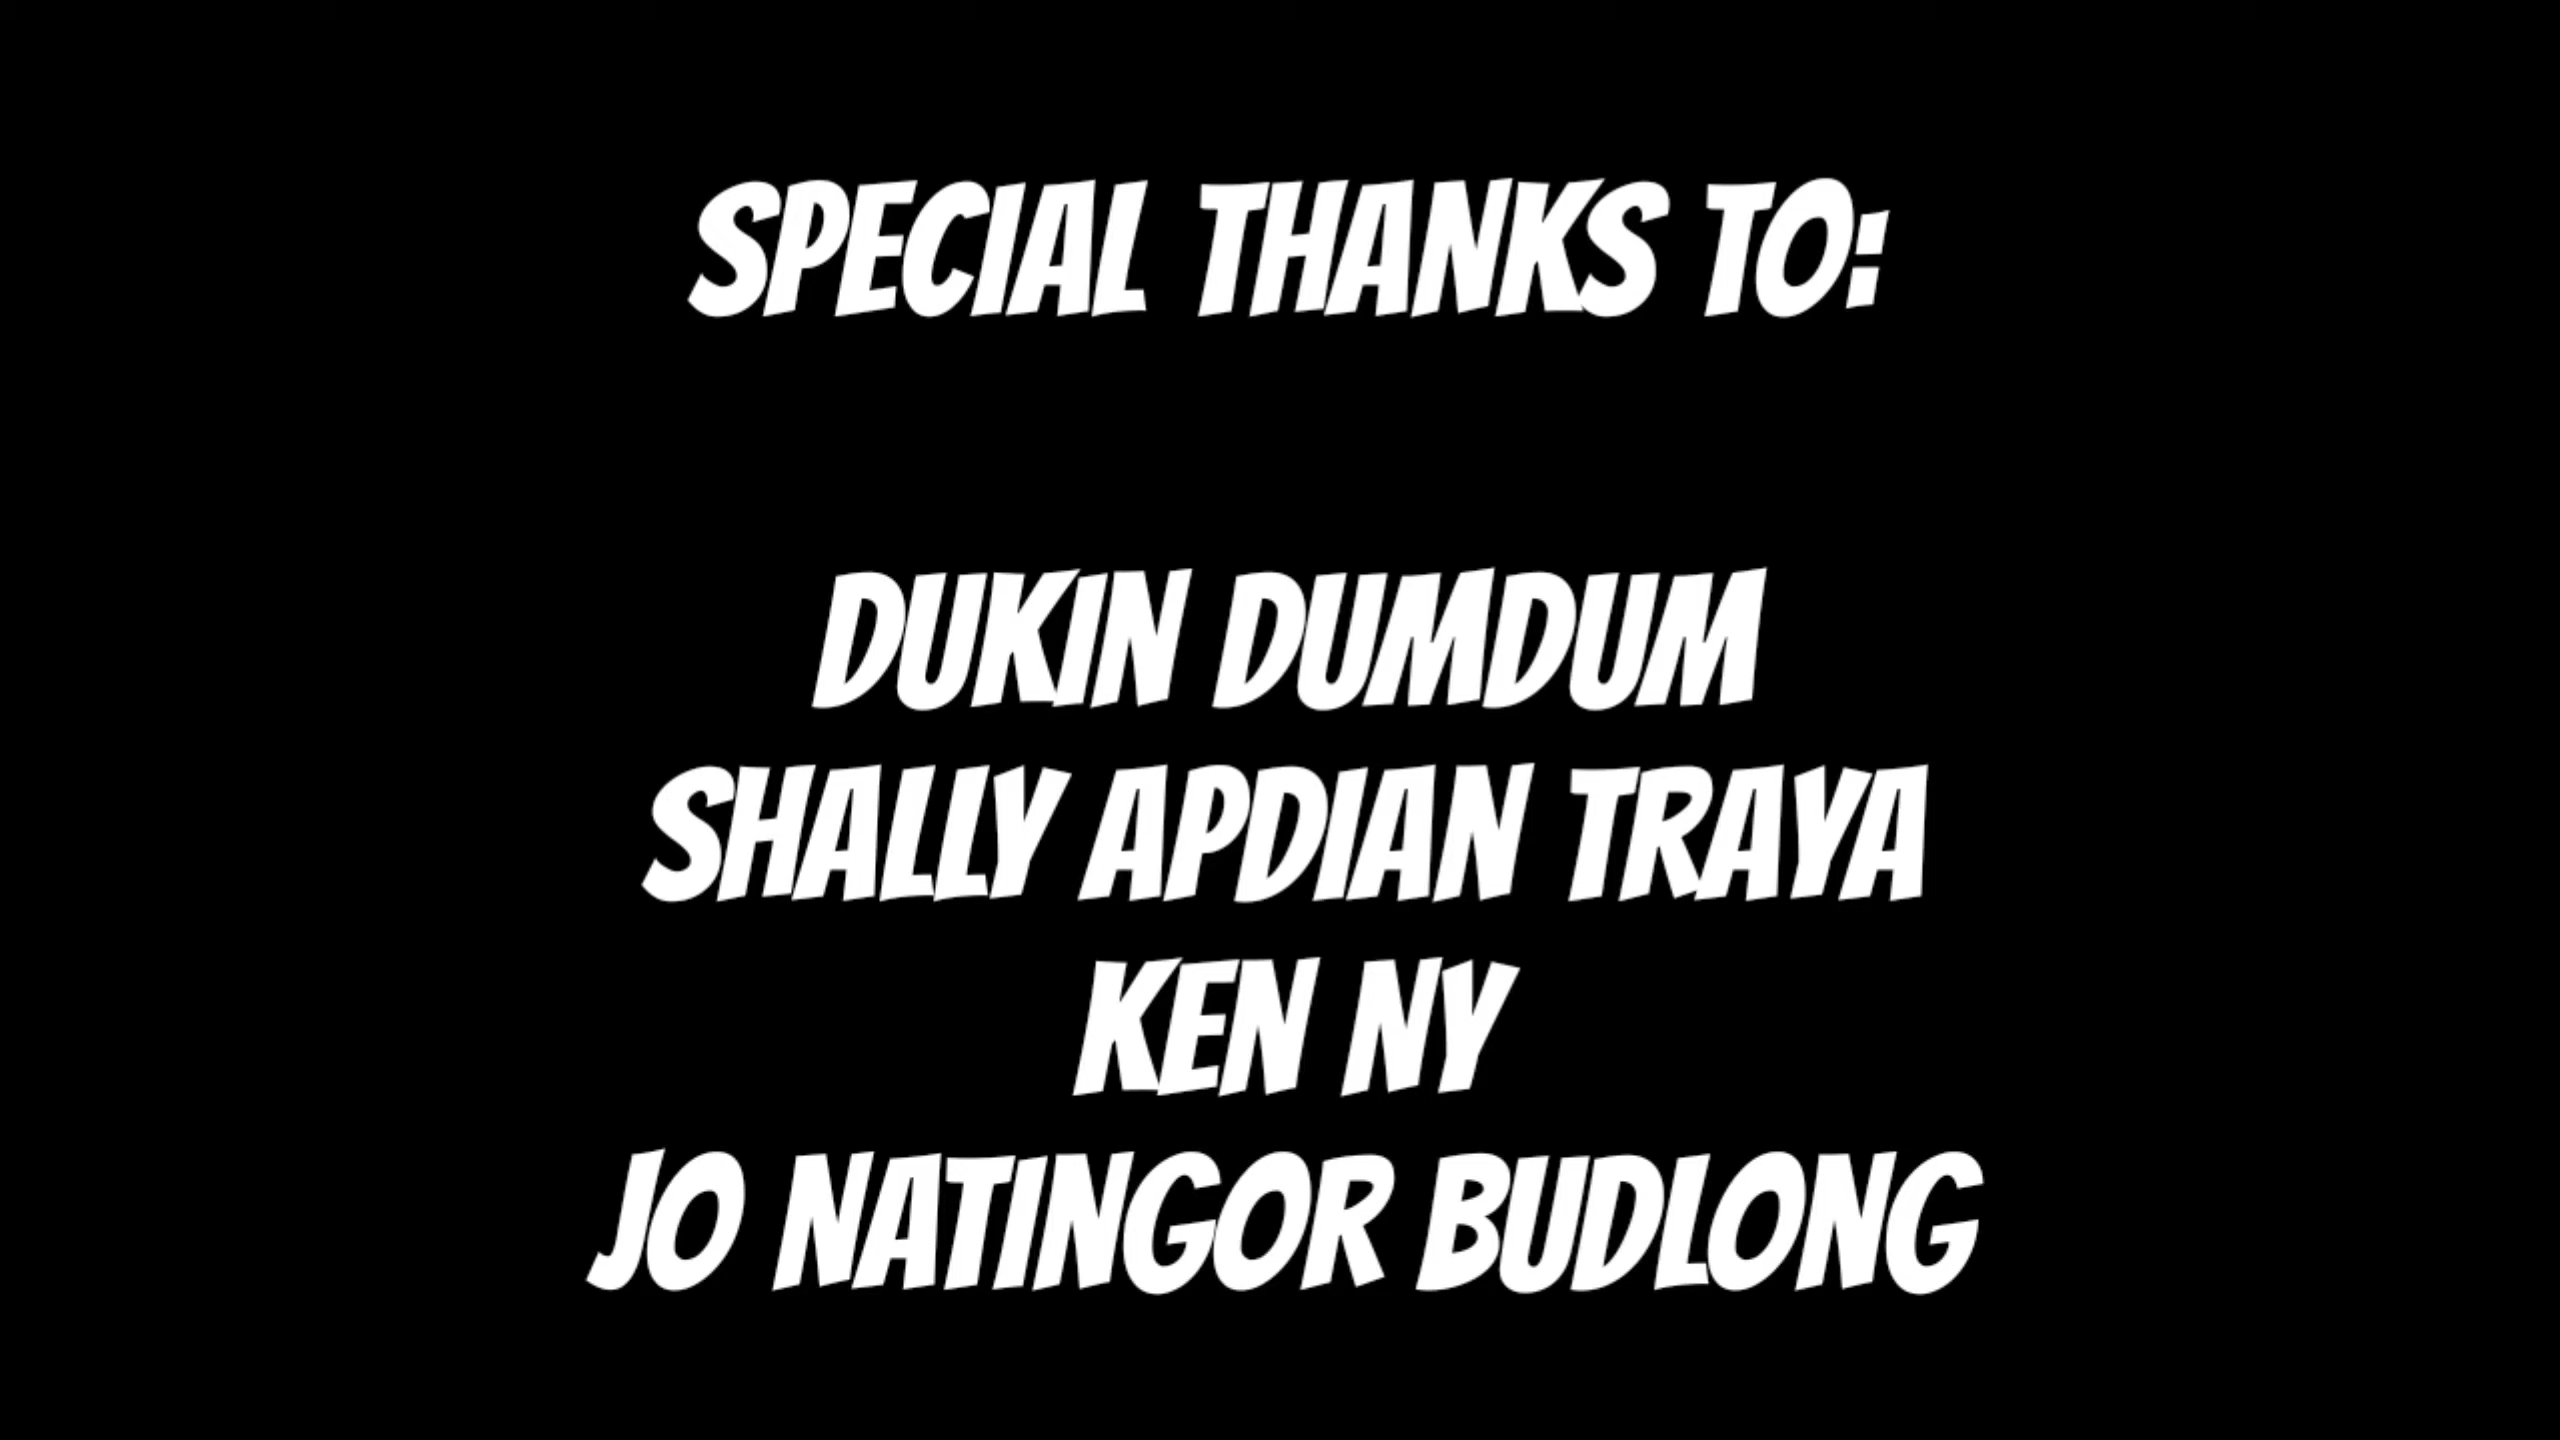 SPECIAL THANKS TO:
DUKIN DUMDUM
SHALLY APDIAN TRAYA
KEN NY
JO NATINGOR BUDLONG